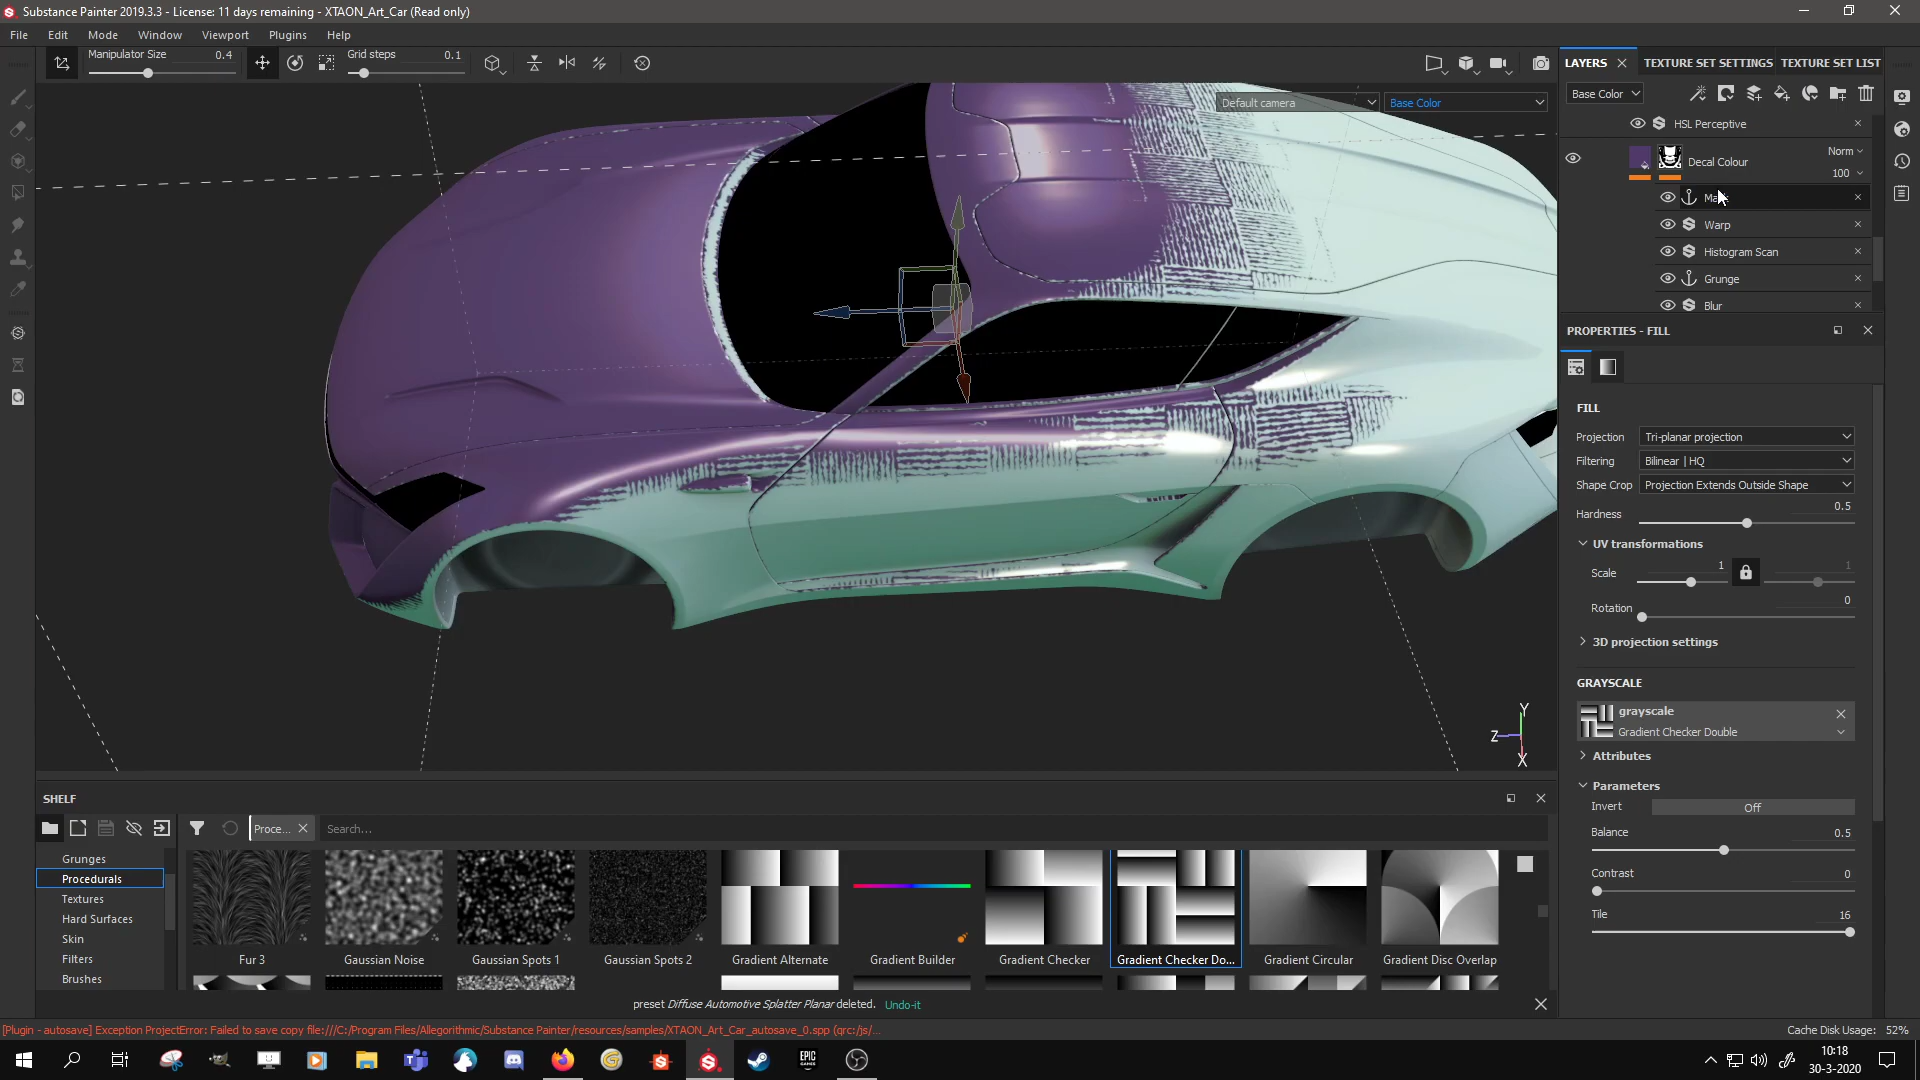 Substance Painter 2019.3.3 - License: 11 days remaining - XTAON_Art_Car (Read only)
File Edit Mode Window Viewport Plugins Help
Manipulator Size 0.4
Grid steps 0.1
LAYERS TEXTURE SET SETTINGS TEXTURE SET LIST
Base Color
Default camera
Base Color
HSL Perceptive
Decal Colour
Norm
100
Warp
Histogram Scan
Grunge
Blur
PROPERTIES - FILL
FILL
Projection Tri-planar projection
Filtering Bilinear | HQ
Shape Crop Projection Extends Outside Shape
Hardness 0.5
UV transformations
Scale 1 1
Rotation 0
3D projection settings
GRAYSCALE
grayscale
Gradient Checker Double
Attributes
Parameters
Invert Off
Balance 0.5
Contrast 0
Tile 16
Y
Z
X
SHELF
Proce...
Search...
Grunges
Procedurals
Textures
Hard Surfaces
Skin
Filters
Brushes
Fur 3 Gaussian Noise Gaussian Spots 1 Gaussian Spots 2 Gradient Alternate Gradient Builder Gradient Checker Gradient Checker Do... Gradient Circular Gradient Disc Overlap
preset Diffuse Automotive Splatter Planar deleted. Undo-it
[Plugin - autosave] Exception ProjectError: Failed to save copy file:///C:/Program Files/Allegorithmic/Substance Painter/resources/samples/XTAON_Art_Car_autosave_0.spp (qrc:/js/...
Cache Disk Usage: 52%
EPIC GAMES
10:18
30-3-2020